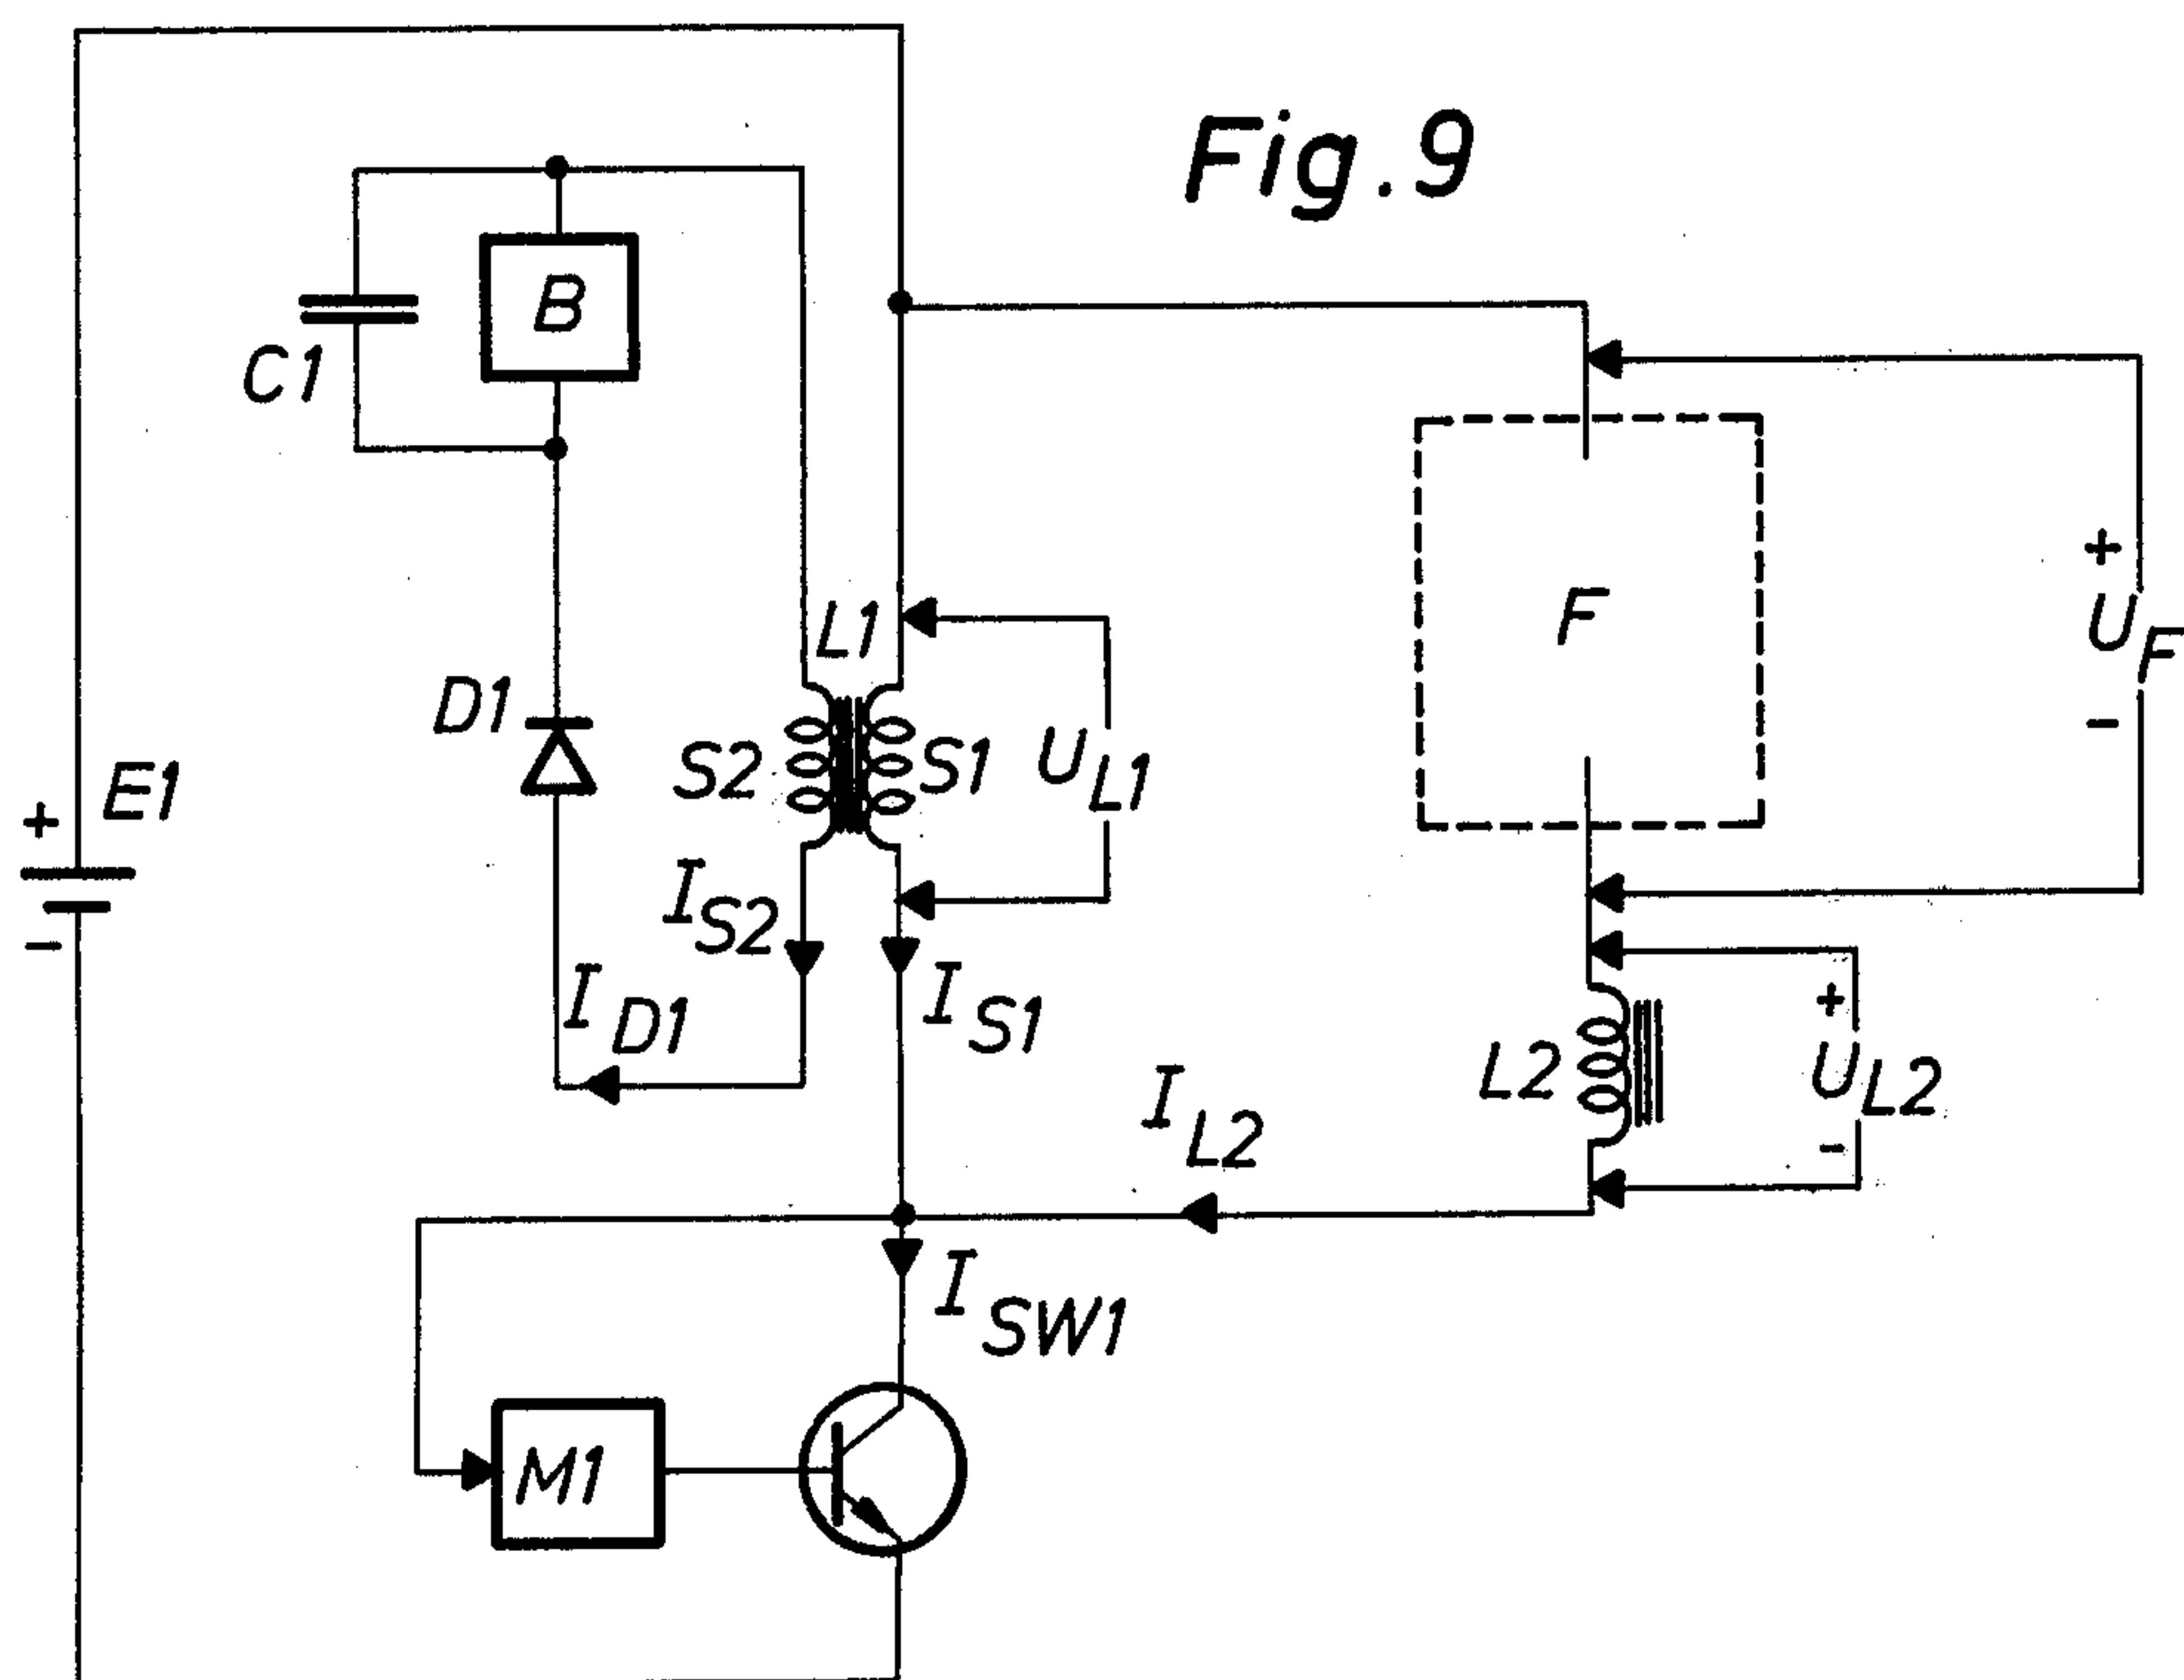 Fig.9
B
C1
L1
F
+
U F
-
D1
S2
S1
U L1
E1
+
-
I S2
I D1
I S1
L2
+
U L2
-
I L2
I SW1
M1